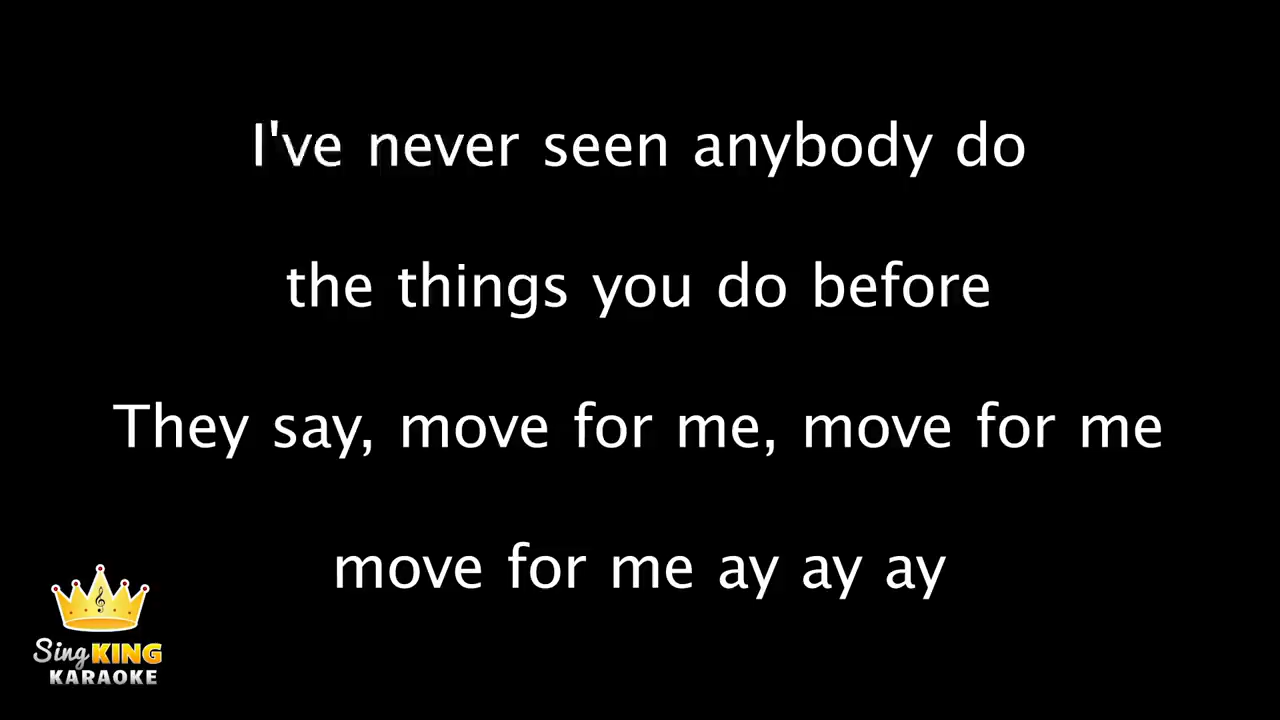 I've never seen anybody do
the things you do before
They say, move for me, move for me
move for me ay ay ay
Sing KING
KARAOKE